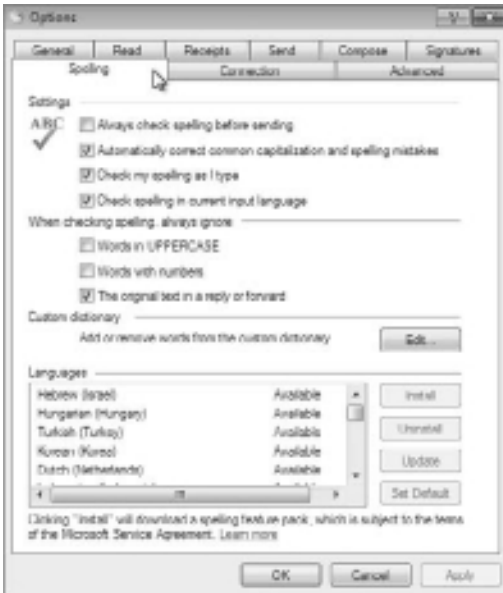 Options
General Read Receipts Send Compose Signatures
Spelling Connection Advanced
Settings
ABC
Always check spelling before sending
Automatically correct common capitalization and spelling mistakes
Check my spelling as I type
Check spelling in current input language
When checking spelling, always ignore
Words in UPPERCASE
Words with numbers
The original text in a reply or forward
Custom dictionary
Add or remove words from the custom dictionary
Edit...
Languages
Hebrew (Israel) Available Install
Hungarian (Hungary) Available
Turkish (Turkey) Available Uninstall
Korean (Korea) Available
Dutch (Netherlands) Available Update
Set Default
Clicking "Install" will download a spelling feature pack, which is subject to the terms
of the Microsoft Service Agreement. Learn more
OK Cancel Apply